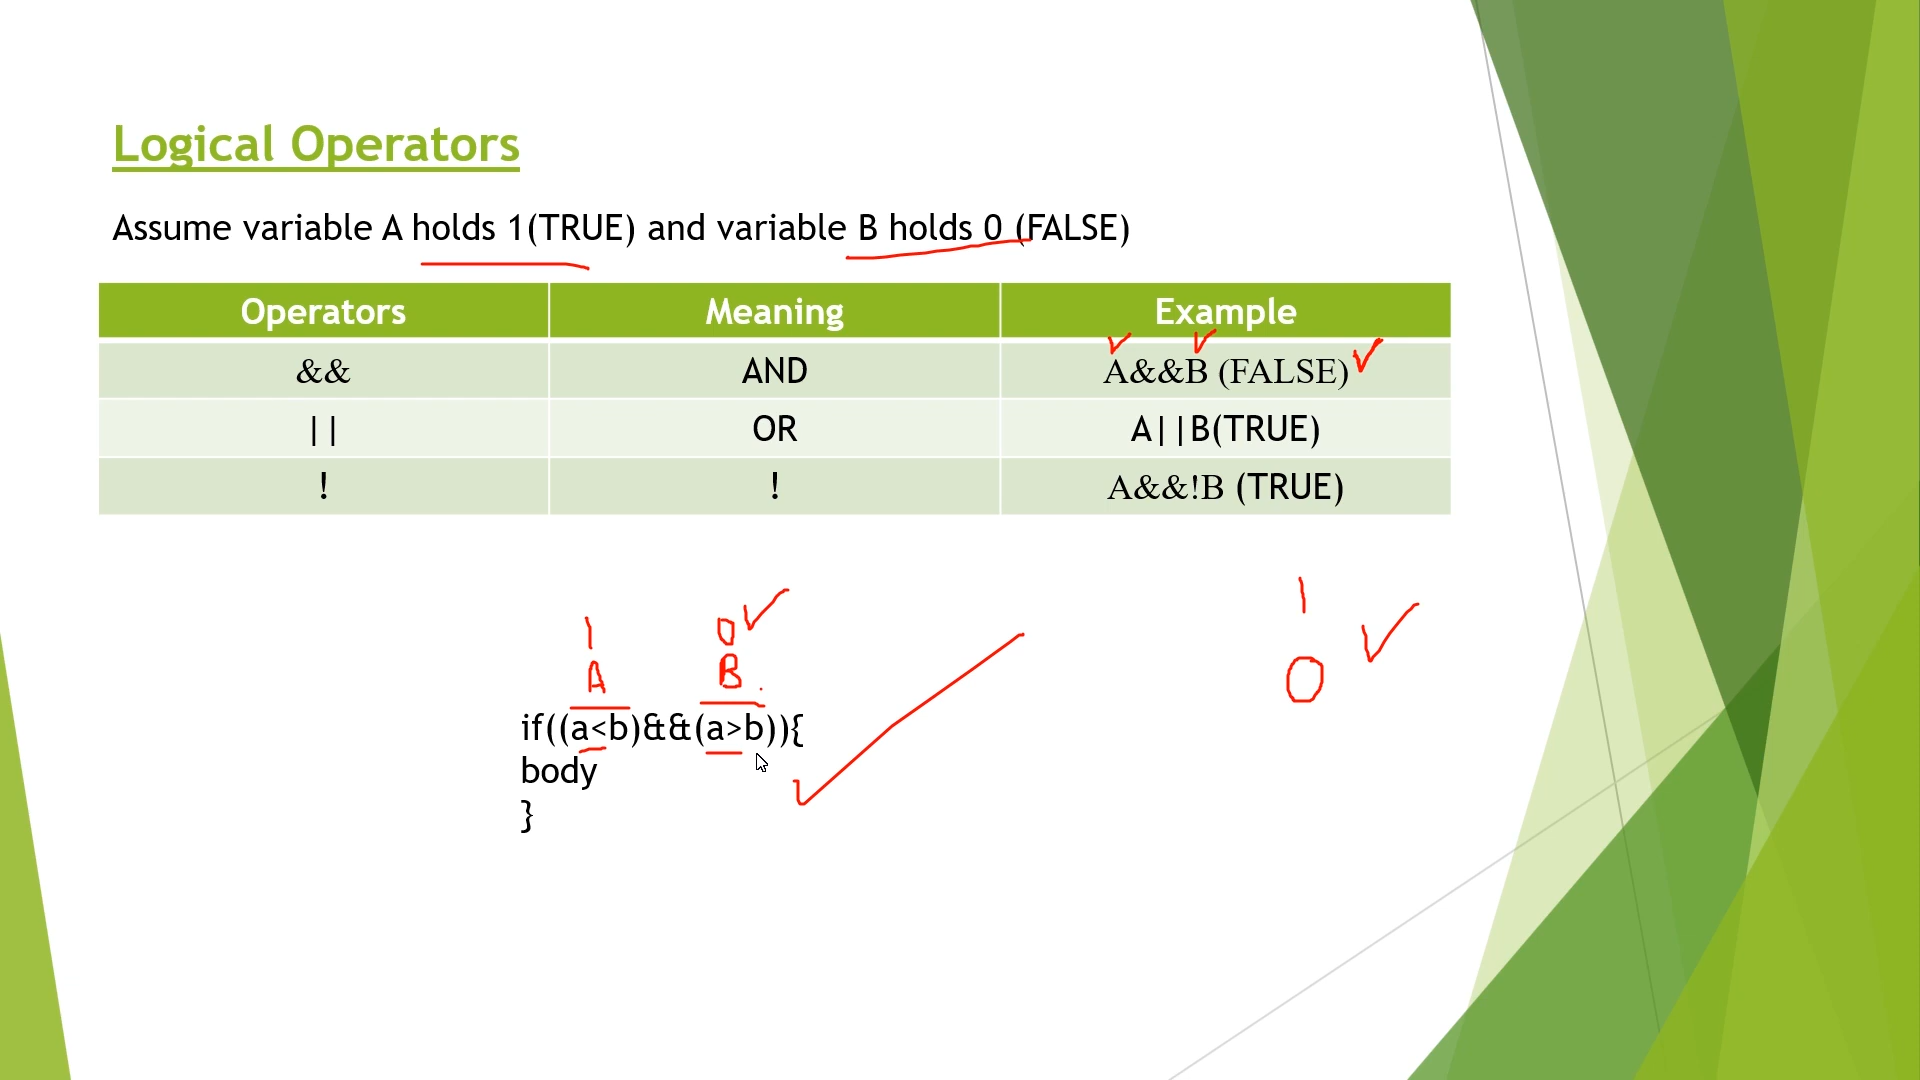 Logical Operators
Assume variable A holds 1(TRUE) and variable B holds 0 (FALSE)
Operators Meaning Example
&& AND A&&B (FALSE)
|| OR A||B(TRUE)
! ! A&&!B (TRUE)
1 0 1
A B 0
if((a<b)&&(a>b)){
body
}